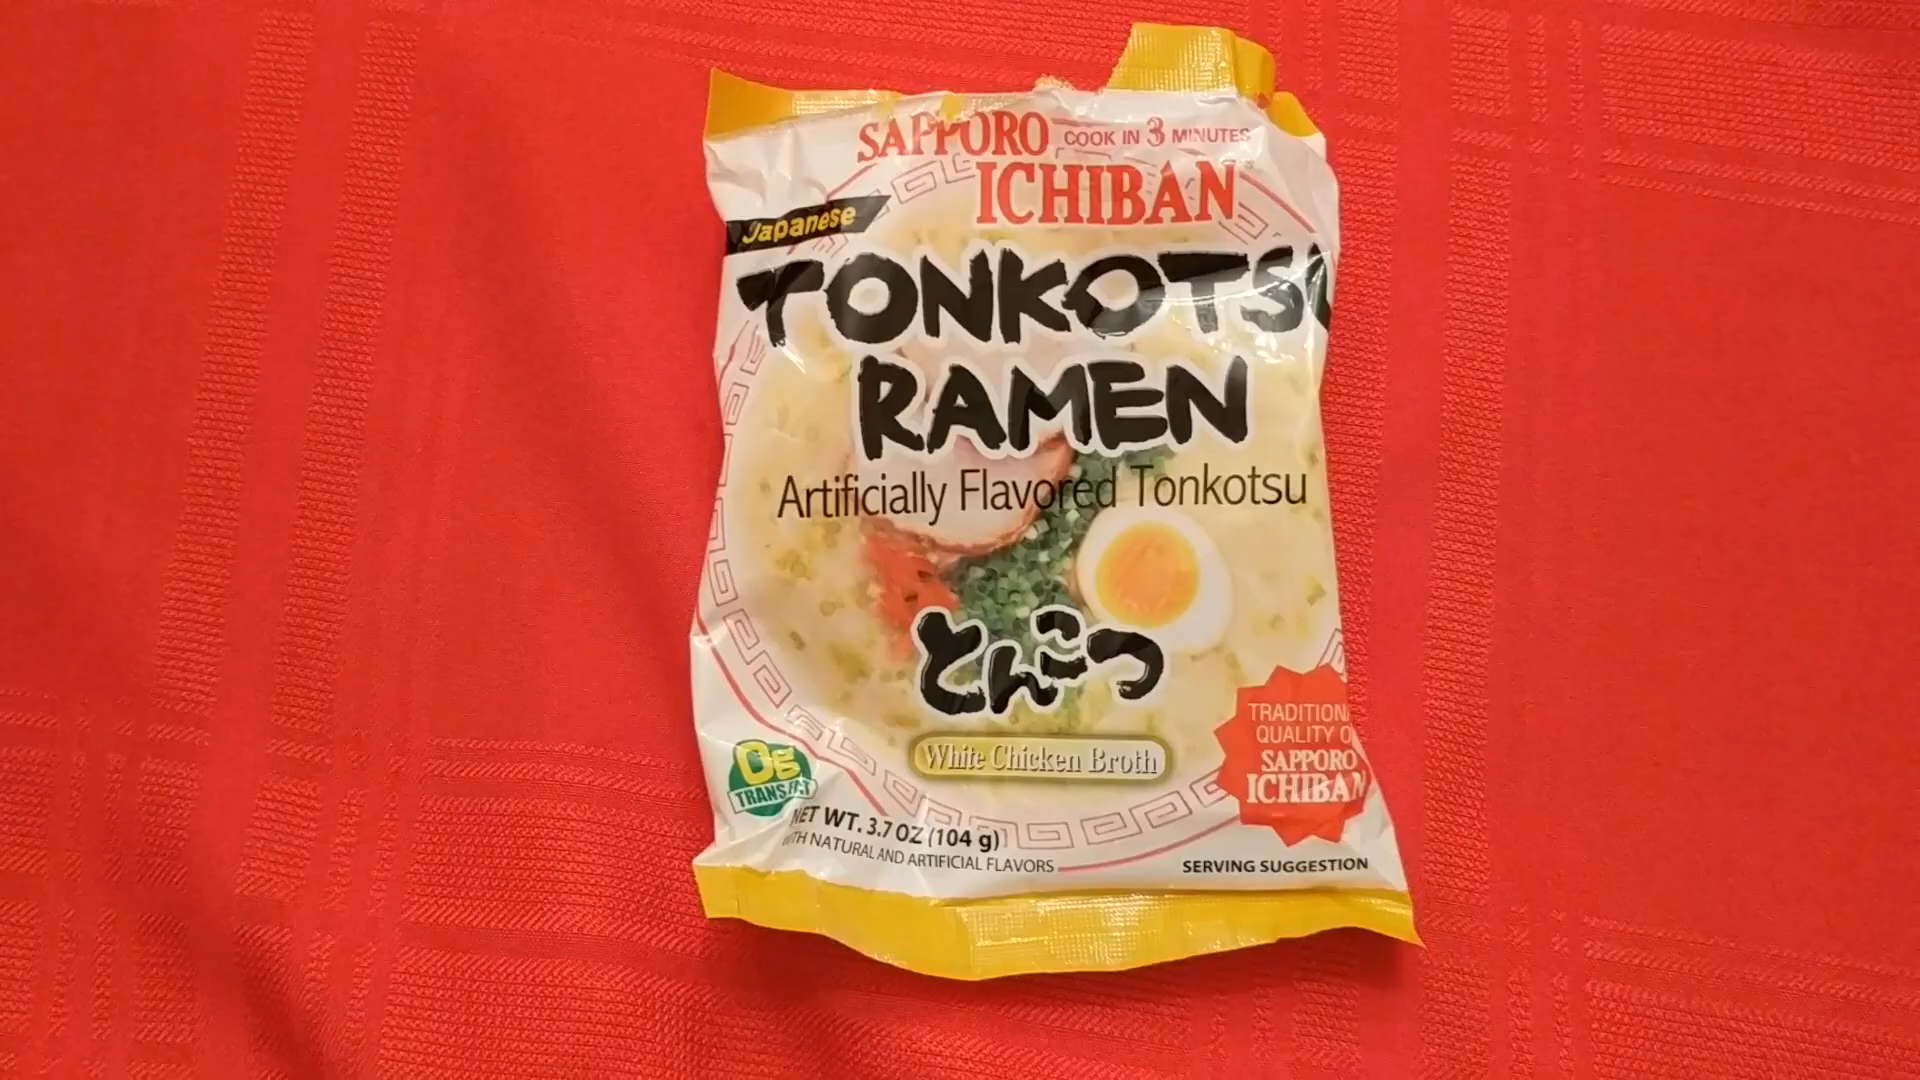 SAPPORO COOK IN 3 MINUTES
ICHIBAN
Japanese
TONKOTSU
RAMEN
Artificially Flavored Tonkotsu
とんこつ
White Chicken Broth
0g
TRANS FAT
NET WT. 3.7 OZ (104 g)
WITH NATURAL AND ARTIFICIAL FLAVORS
TRADITION
QUALITY O
SAPPORO
ICHIBAN
SERVING SUGGESTION